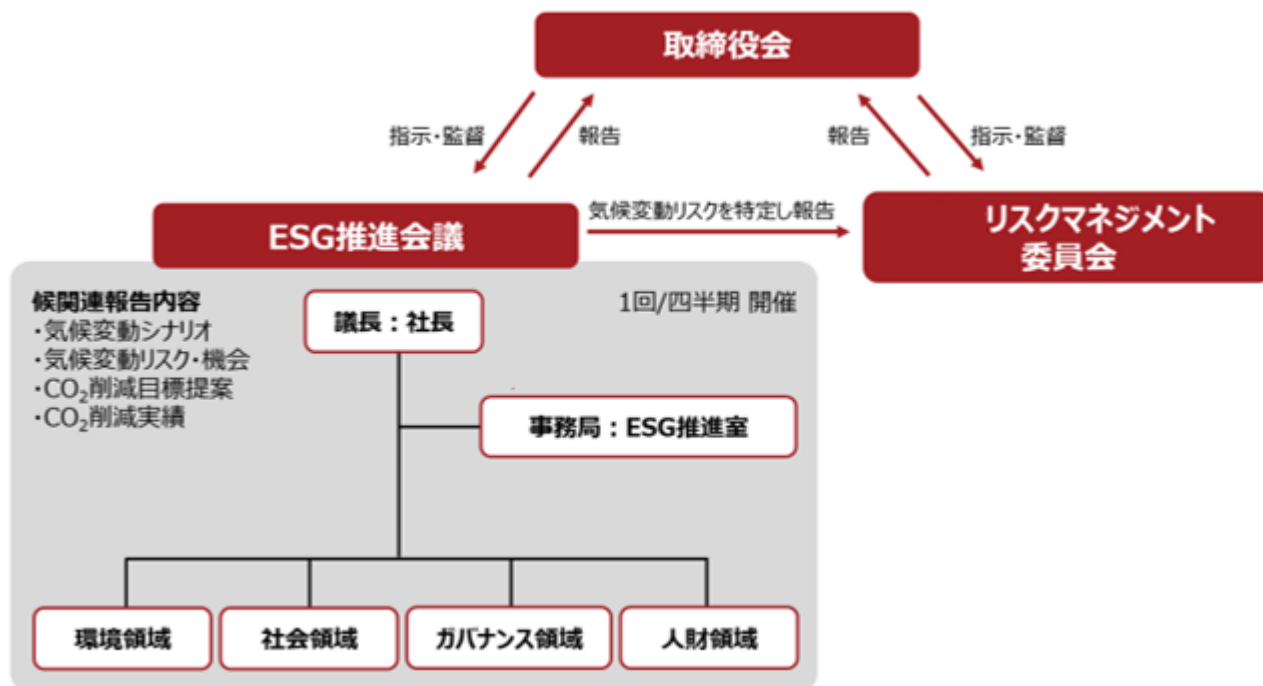 取締役会
指示・監督
報告
報告
指示・監督
ESG推進会議
気候変動リスクを特定し報告
リスクマネジメント
委員会
候関連報告内容
・気候変動シナリオ
・気候変動リスク・機会
・CO₂削減目標提案
・CO₂削減実績
1回/四半期 開催
議長：社長
事務局：ESG推進室
環境領域
社会領域
ガバナンス領域
人財領域